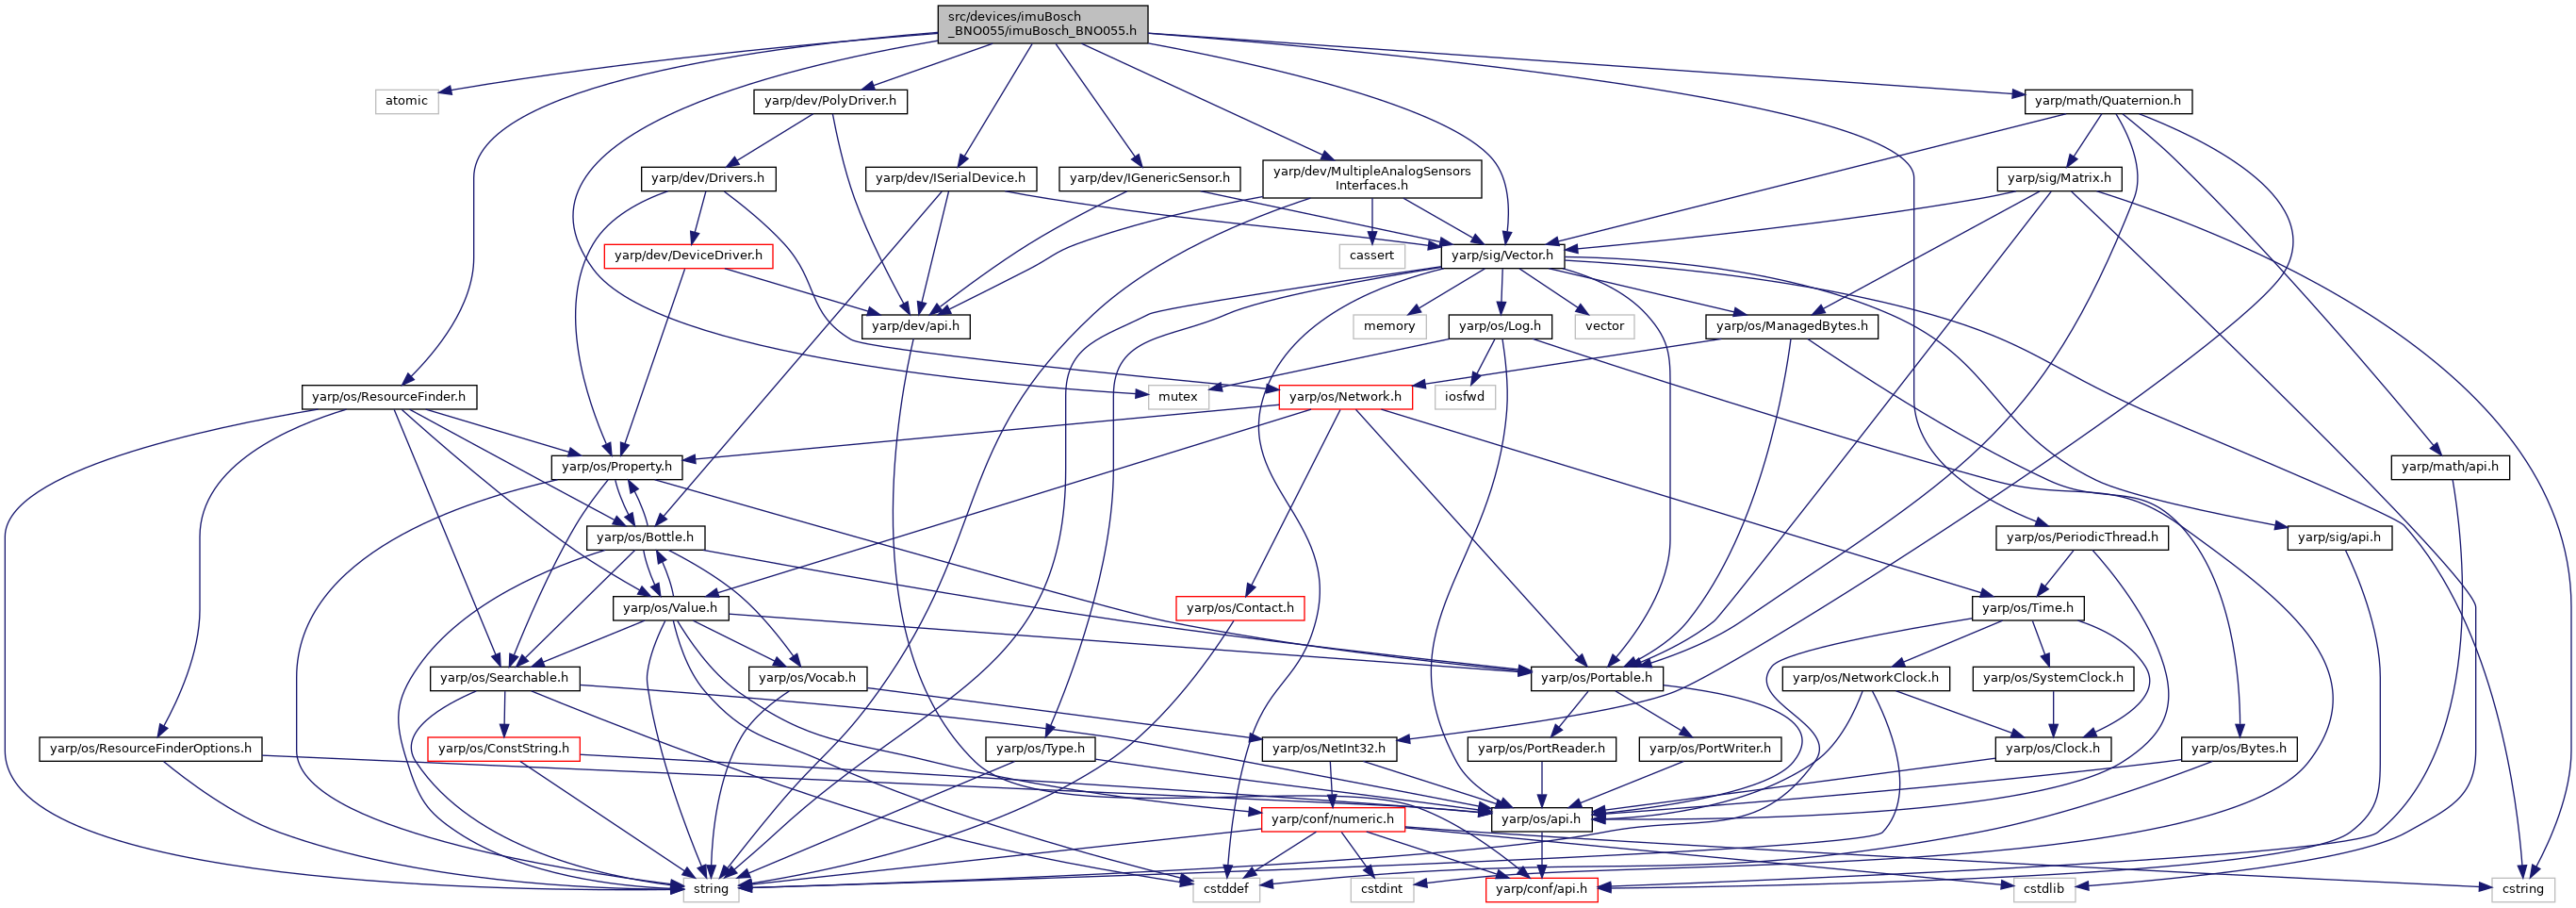 src/devices/imuBosch
_BNO055/imuBosch_BNO055.h
atomic
yarp/dev/PolyDriver.h
yarp/math/Quaternion.h
yarp/dev/Drivers.h
yarp/dev/ISerialDevice.h
yarp/dev/IGenericSensor.h
yarp/dev/MultipleAnalogSensors
Interfaces.h
yarp/sig/Matrix.h
yarp/dev/DeviceDriver.h
cassert
yarp/sig/Vector.h
yarp/dev/api.h
memory
yarp/os/Log.h
vector
yarp/os/ManagedBytes.h
yarp/os/ResourceFinder.h
mutex
yarp/os/Network.h
iosfwd
yarp/os/Property.h
yarp/math/api.h
yarp/os/Bottle.h
yarp/os/PeriodicThread.h
yarp/sig/api.h
yarp/os/Value.h
yarp/os/Contact.h
yarp/os/Time.h
yarp/os/Searchable.h
yarp/os/Vocab.h
yarp/os/Portable.h
yarp/os/NetworkClock.h
yarp/os/SystemClock.h
yarp/os/ResourceFinderOptions.h
yarp/os/ConstString.h
yarp/os/Type.h
yarp/os/NetInt32.h
yarp/os/PortReader.h
yarp/os/PortWriter.h
yarp/os/Clock.h
yarp/os/Bytes.h
yarp/conf/numeric.h
yarp/os/api.h
string
cstddef
cstdint
yarp/conf/api.h
cstdlib
cstring